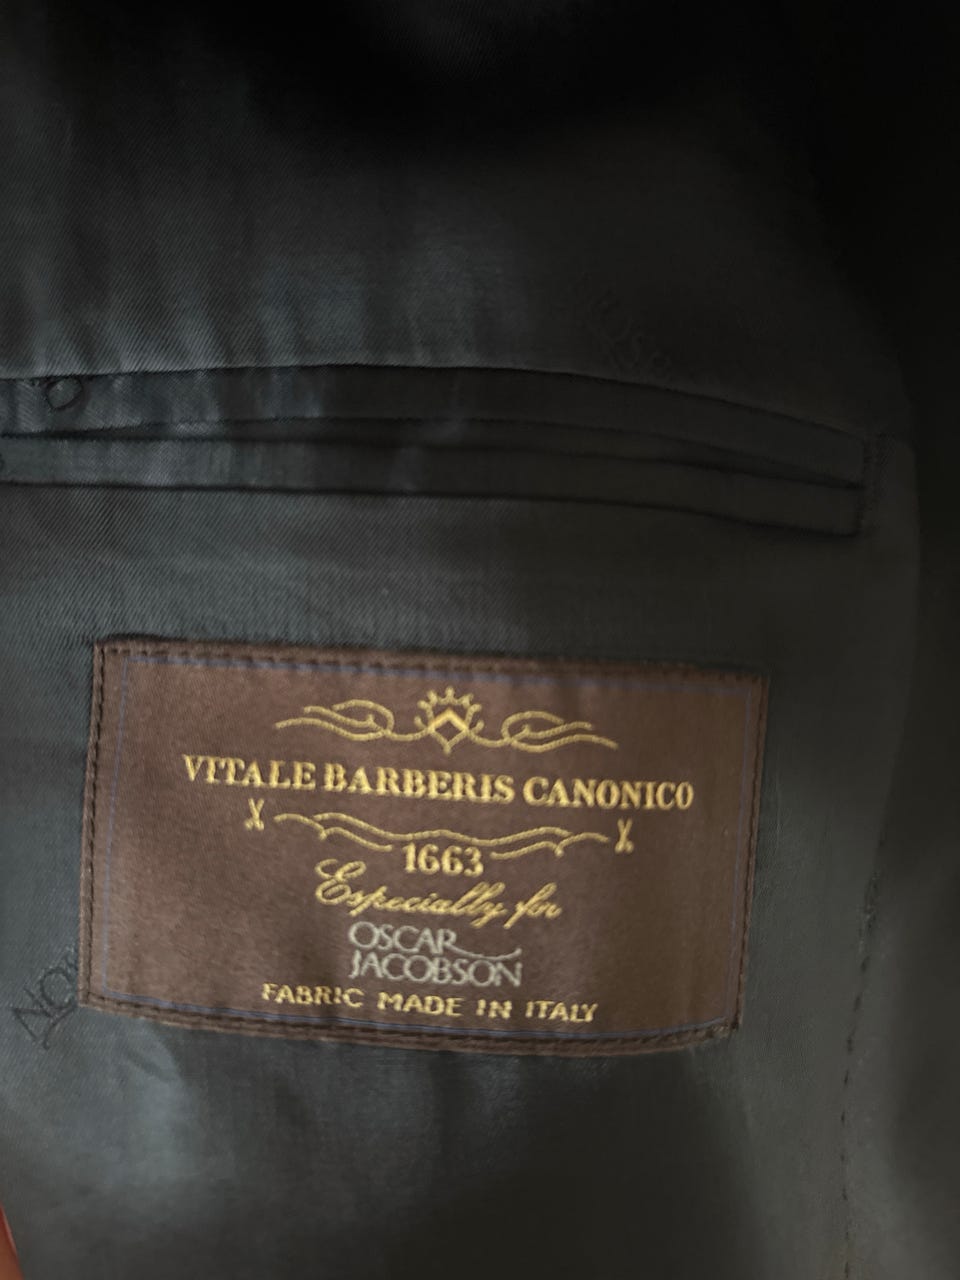 VITALE BARBERIS CANONICO
1663
Especially for
OSCAR
JACOBSON
FABRIC MADE IN ITALY